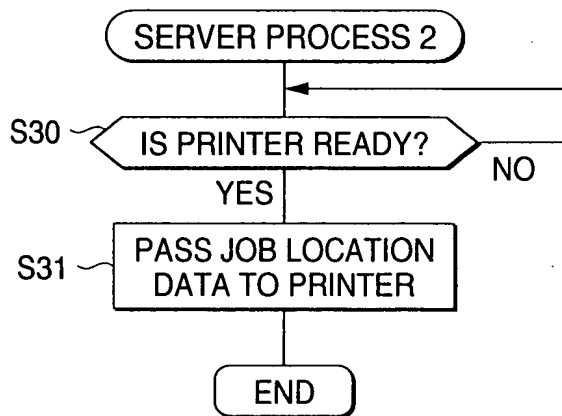 SERVER PROCESS 2
S30
IS PRINTER READY?
NO
YES
S31
PASS JOB LOCATION
DATA TO PRINTER
END